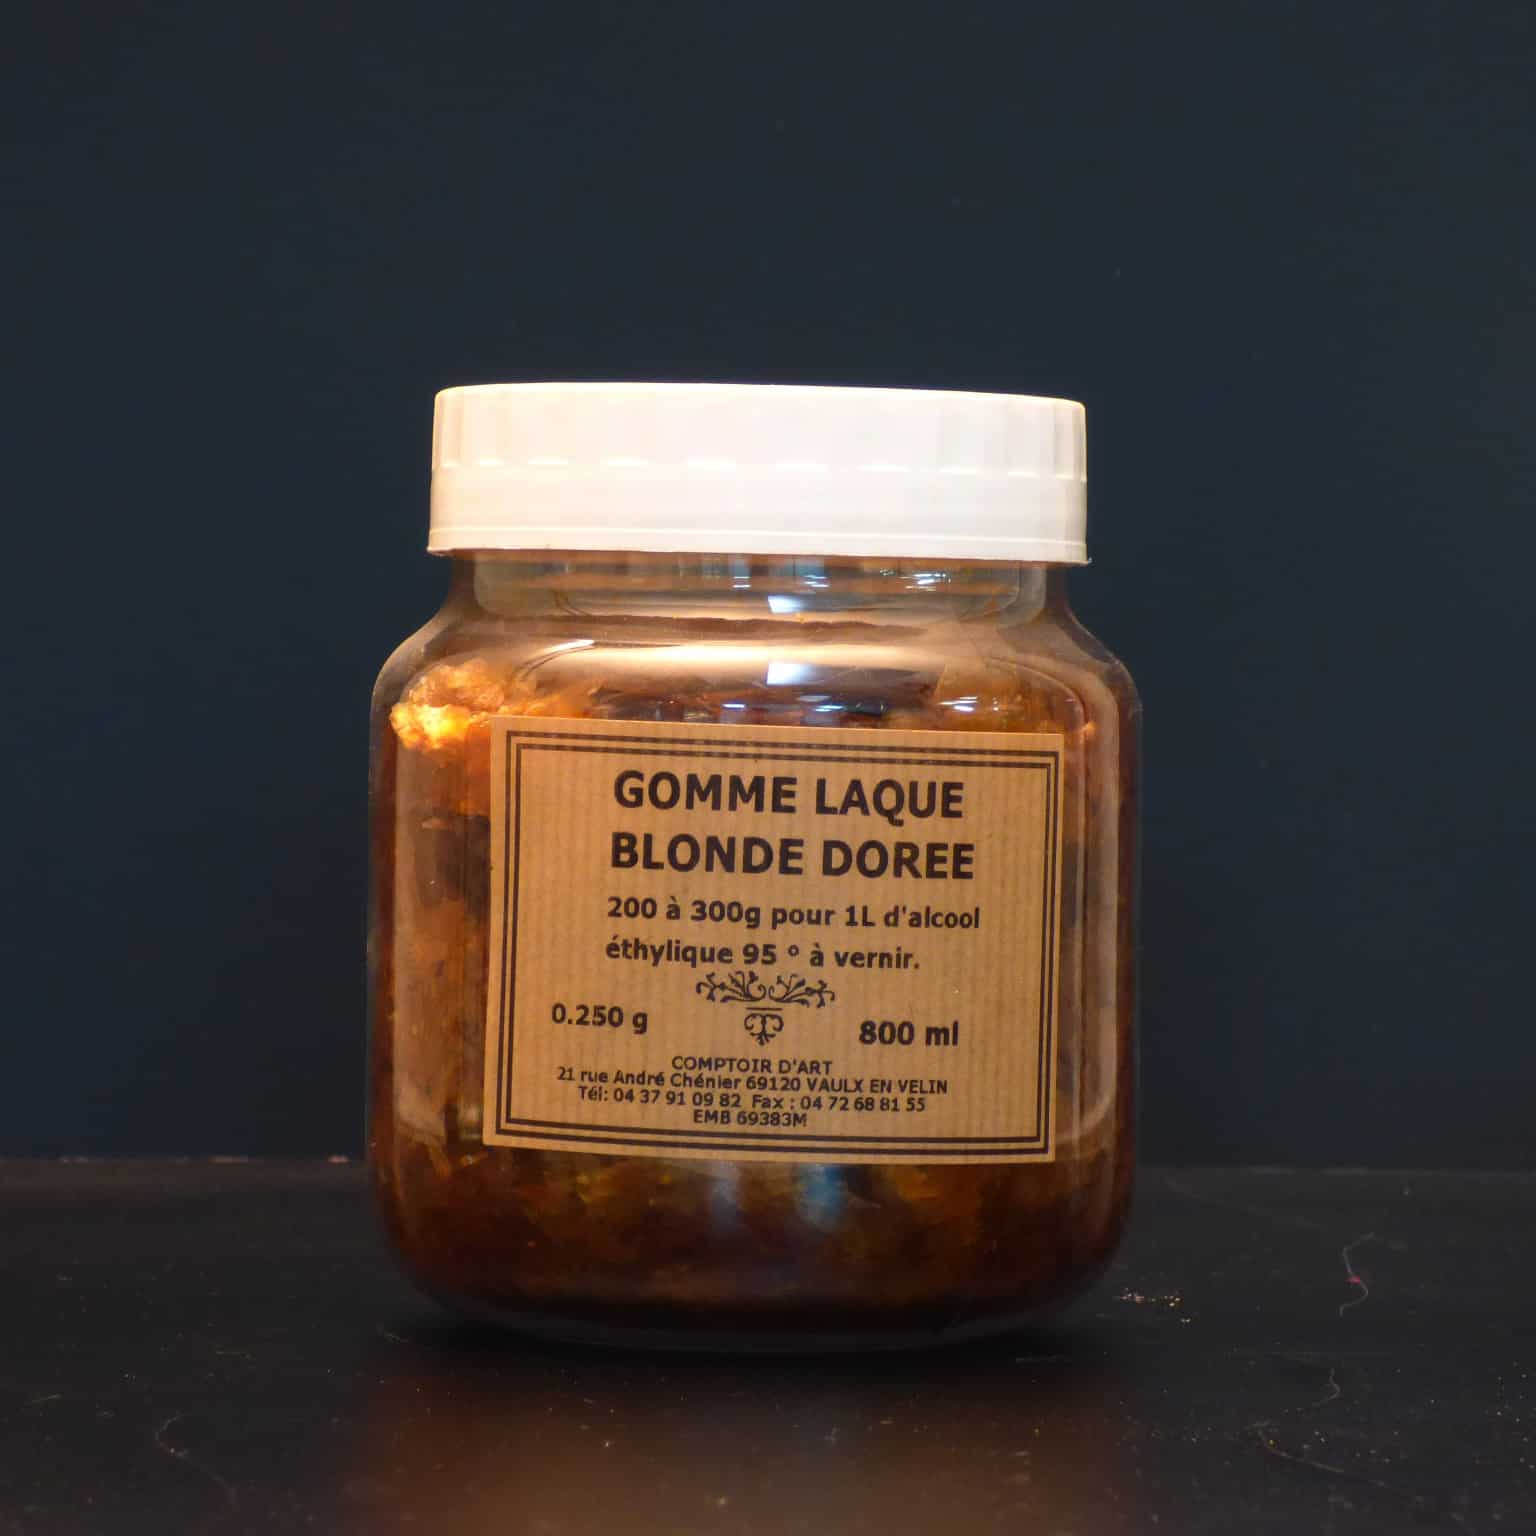 GOMME LAQUE
BLONDE DOREE
200 à 300g pour 1L d'alcool
éthylique 95 ° à vernir.
0.250 g
800 ml
COMPTOIR D'ART
21 rue André Chénier 69120 VAULX EN VELIN
Tél: 04 37 91 09 82 Fax : 04 72 68 81 55
EMB 69383M